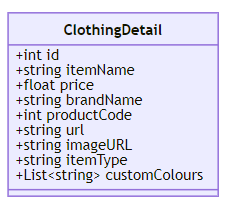 ClothingDetail
+int id
+string itemName
+float price
+string brandName
+int productCode
+string url
+string imageURL
+string itemType
+List<string> customColours